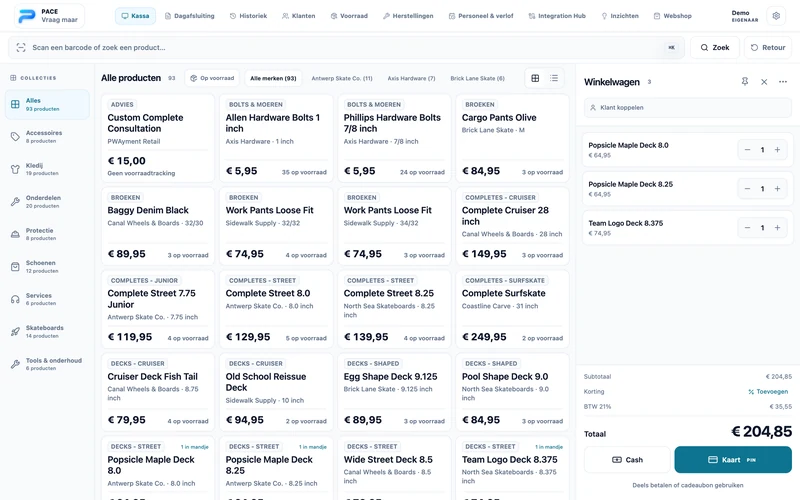 PACE
Vraag maar
Kassa
Dagafsluiting
Historiek
Klanten
Voorraad
Herstellingen
Personeel & verlof
Integration Hub
Inzichten
Webshop
Demo
EIGENAAR
Scan een barcode of zoek een product...
⌘K
Zoek
Retour
COLLECTIES
Alles
93 producten
Accessoires
8 producten
Kledij
19 producten
Onderdelen
20 producten
Protectie
6 producten
Schoenen
12 producten
Services
6 producten
Skateboards
14 producten
Tools & onderhoud
6 producten
Alle producten 93
Op voorraad
Alle merken (93)
Antwerp Skate Co. (11)
Axis Hardware (7)
Brick Lane Skate (6)
ADVIES
Custom Complete
Consultation
PWAyment Retail
€ 15,00
Geen voorraadtracking
BOLTS & MOEREN
Allen Hardware Bolts 1
inch
Axis Hardware · 1 inch
€ 5,95 35 op voorraad
BOLTS & MOEREN
Phillips Hardware Bolts
7/8 inch
Axis Hardware · 7/8 inch
€ 5,95 24 op voorraad
BROEKEN
Cargo Pants Olive
Brick Lane Skate · M
€ 84,95 3 op voorraad
BROEKEN
Baggy Denim Black
Canal Wheels & Boards · 32/30
€ 89,95 3 op voorraad
BROEKEN
Work Pants Loose Fit
Sidewalk Supply · 32/32
€ 74,95 4 op voorraad
BROEKEN
Work Pants Loose Fit
Sidewalk Supply · 34/32
€ 74,95 3 op voorraad
COMPLETES - CRUISER
Complete Cruiser 28
inch
Canal Wheels & Boards · 28 inch
€ 149,95 3 op voorraad
COMPLETES - JUNIOR
Complete Street 7.75
Junior
Antwerp Skate Co. · 7.75 inch
€ 119,95 4 op voorraad
COMPLETES - STREET
Complete Street 8.0
Antwerp Skate Co. · 8.0 inch
€ 129,95 5 op voorraad
COMPLETES - STREET
Complete Street 8.25
North Sea Skateboards · 8.25
inch
€ 139,95 4 op voorraad
COMPLETES - SURFSKATE
Complete Surfskate
Coastline Carve · 31 inch
€ 249,95 2 op voorraad
DECKS - CRUISER
Cruiser Deck Fish Tail
Canal Wheels & Boards · 8.75
inch
€ 79,95 4 op voorraad
DECKS - CRUISER
Old School Reissue
Deck
Sidewalk Supply · 10 inch
€ 94,95 2 op voorraad
DECKS - SHAPED
Egg Shape Deck 9.125
Brick Lane Skate · 9.125 inch
€ 89,95 3 op voorraad
DECKS - SHAPED
Pool Shape Deck 9.0
North Sea Skateboards · 9.0
inch
€ 84,95 3 op voorraad
DECKS - STREET 1 in mandje
Popsicle Maple Deck
8.0
Antwerp Skate Co. · 8.0 inch
DECKS - STREET 1 in mandje
Popsicle Maple Deck
8.25
Antwerp Skate Co. · 8.25 inch
DECKS - STREET
Wide Street Deck 8.5
Canal Wheels & Boards · 8.5
inch
DECKS - STREET 1 in mandje
Team Logo Deck 8.375
North Sea Skateboards · 8.375
inch
Winkelwagen 3
Klant koppelen
Popsicle Maple Deck 8.0
€ 64,95
− 1 +
Popsicle Maple Deck 8.25
€ 64,95
− 1 +
Team Logo Deck 8.375
€ 74,95
− 1 +
Subtotaal € 204,85
Korting Toevoegen
BTW 21% € 35,55
Totaal € 204,85
Cash
Kaart PIN
Deels betalen of cadeaubon gebruiken